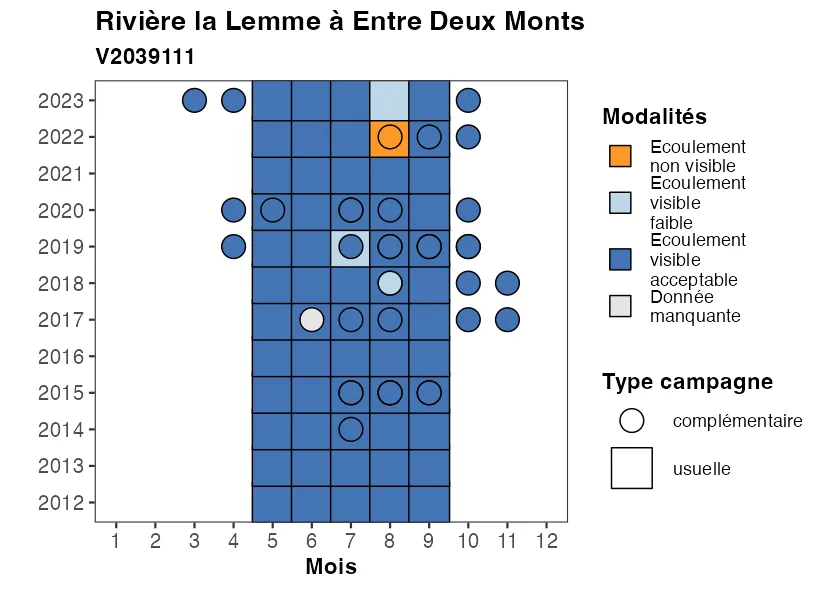 Rivière la Lemme à Entre Deux Monts
V2039111
2023
2022
2021
2020
2019
2018
2017
2016
2015
2014
2013
2012
1 2 3 4 5 6 7 8 9 10 11 12
Mois
Modalités
Ecoulement
non visible
Ecoulement
visible
faible
Ecoulement
visible
acceptable
Donnée
manquante
Type campagne
complémentaire
usuelle